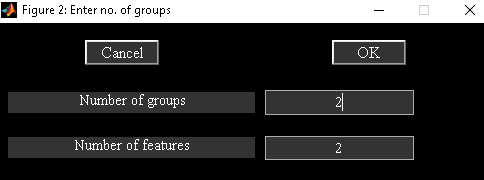 Figure 2: Enter no. of groups
Cancel OK
Number of groups 2
Number of features 2